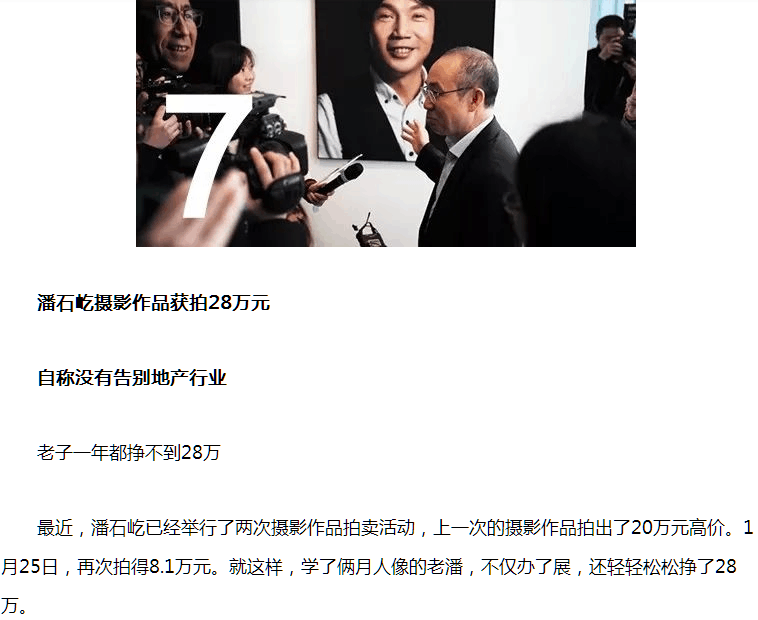 7
潘石屹摄影作品获拍28万元
自称没有告别地产行业
老子一年都挣不到28万
最近，潘石屹已经举行了两次摄影作品拍卖活动，上一次的摄影作品拍出了20万元高价。1
月25日，再次拍得8.1万元。就这样，学了俩月人像的老潘，不仅办了展，还轻轻松松挣了28
万。